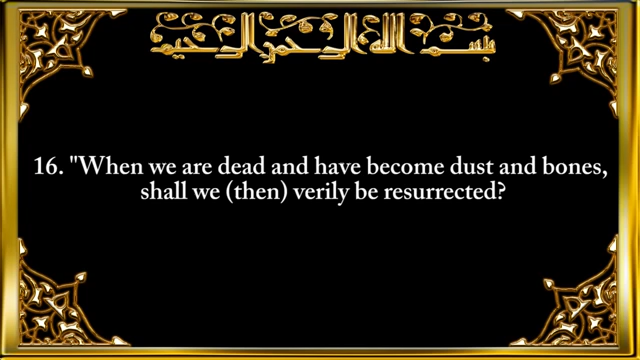 بسم الله الرحمن الرحيم
16. "When we are dead and have become dust and bones,
shall we (then) verily be resurrected?